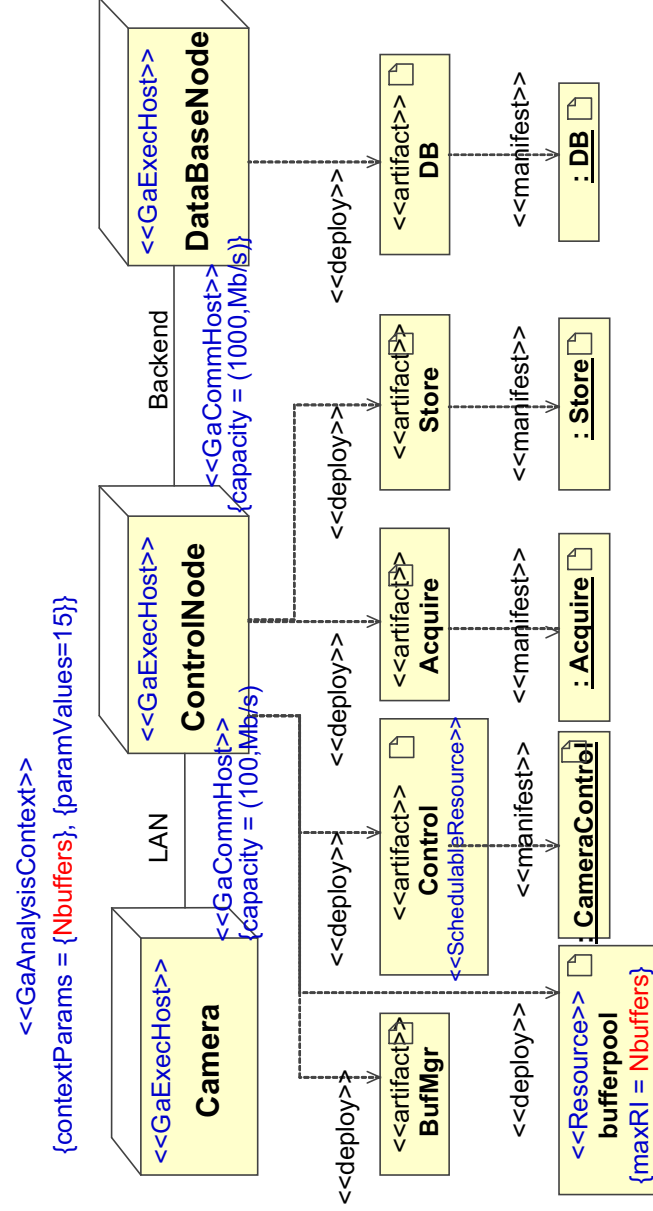 <<GaAnalysisContext>>
{contextParams = {Nbuffers}, {paramValues=15}}
<<GaExecHost>>
Camera
LAN
<<GaCommHost>>
{capacity = (100,Mb/s)
<<GaExecHost>>
ControlNode
Backend
<<GaCommHost>>
{capacity = (1000,Mb/s)}
<<GaExecHost>>
DataBaseNode
<<deploy>>
<<deploy>>
<<deploy>>
<<deploy>>
<<deploy>>
<<artifact>>
BufMgr
<<artifact>>
Control
<<SchedulableResource>>
<<artifact>>
Acquire
<<artifact>>
Store
<<artifact>>
DB
<<deploy>>
<<manifest>>
<<manifest>>
<<manifest>>
<<manifest>>
<<Resource>>
bufferpool
{maxRI = Nbuffers}
: CameraControl
: Acquire
: Store
: DB